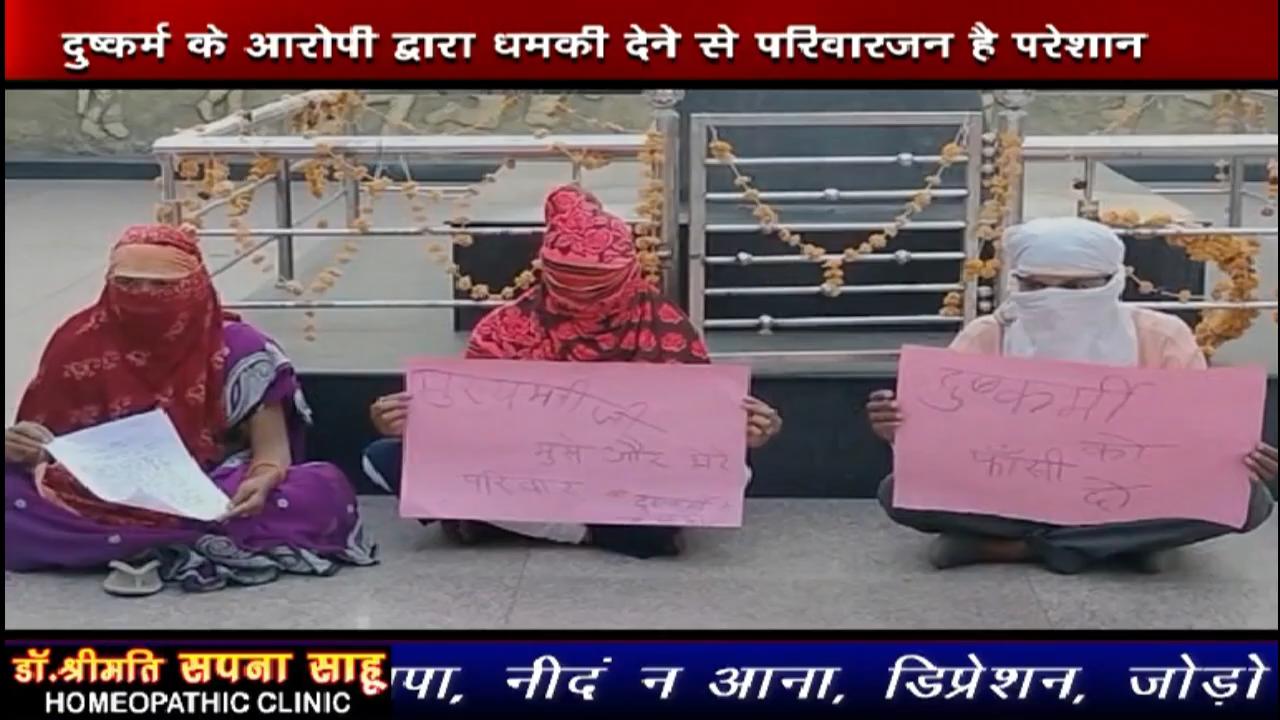 दुष्कर्म के आरोपी द्वारा धमकी देने से परिवारजन है परेशान
मुख्यमंत्री जी
मुझे और मेरे
परिवार
दुष्कर्मी
को
फाँसी
दो
डॉ.श्रीमति सपना साहू
HOMEOPATHIC CLINIC
पा, नीदं न आना, डिप्रेशन, जोड़ो